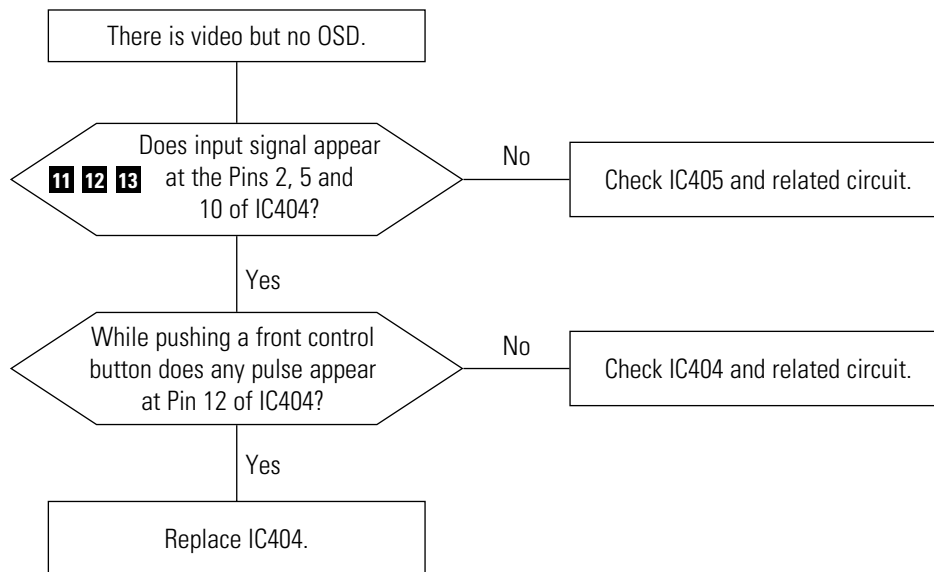 There is video but no OSD.
Does input signal appear
11 12 13 at the Pins 2, 5 and
10 of IC404?
No
Check IC405 and related circuit.
Yes
While pushing a front control
button does any pulse appear
at Pin 12 of IC404?
No
Check IC404 and related circuit.
Yes
Replace IC404.